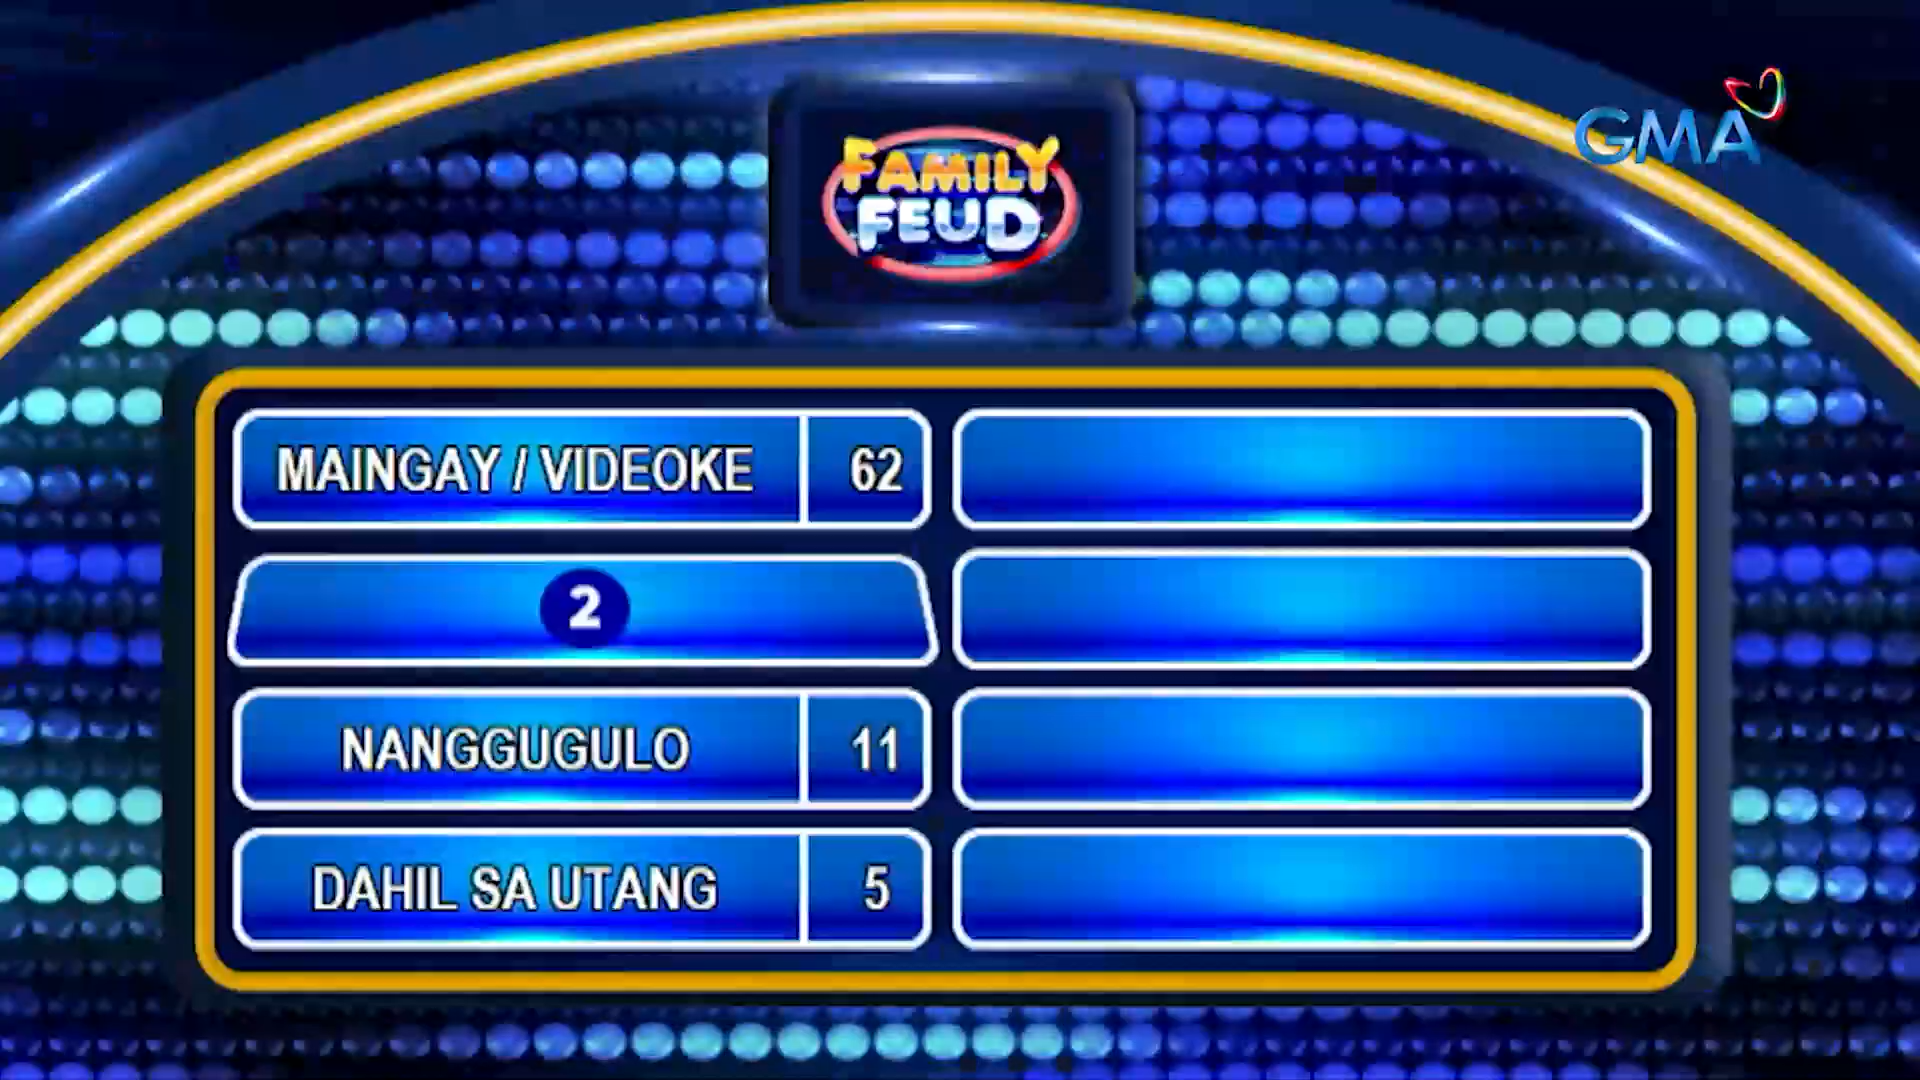 FAMILY
FEUD
GMA
MAINGAY / VIDEOKE 62
2
NANGGUGULO 11
DAHIL SA UTANG 5